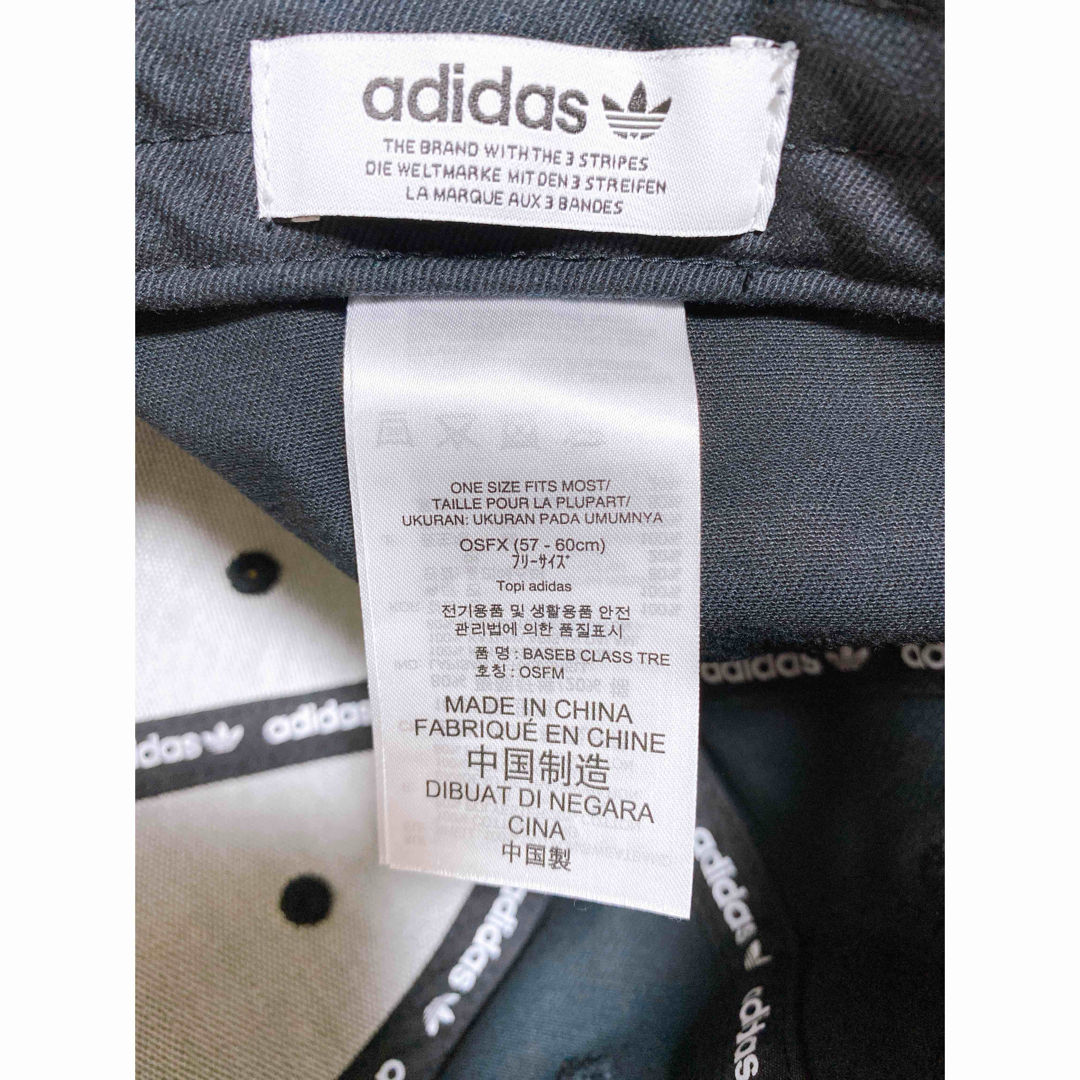 adidas
THE BRAND WITH THE 3 STRIPES
DIE WELTMARKE MIT DEN 3 STREIFEN
LA MARQUE AUX 3 BANDES
ONE SIZE FITS MOST/
TAILLE POUR LA PLUPART/
UKURAN: UKURAN PADA UMUMNYA
OSFX (57 - 60cm)
ﾌﾘｰｻｲｽﾞ
Topi adidas
전기용품 및 생활용품 안전
관리법에 의한 품질표시
품 명 : BASEB CLASS TRE
호칭 : OSFM
MADE IN CHINA
FABRIQUÉ EN CHINE
中国制造
DIBUAT DI NEGARA
CINA
中国製
adidas
ad
das
adidas
adidas
adidas
adidas